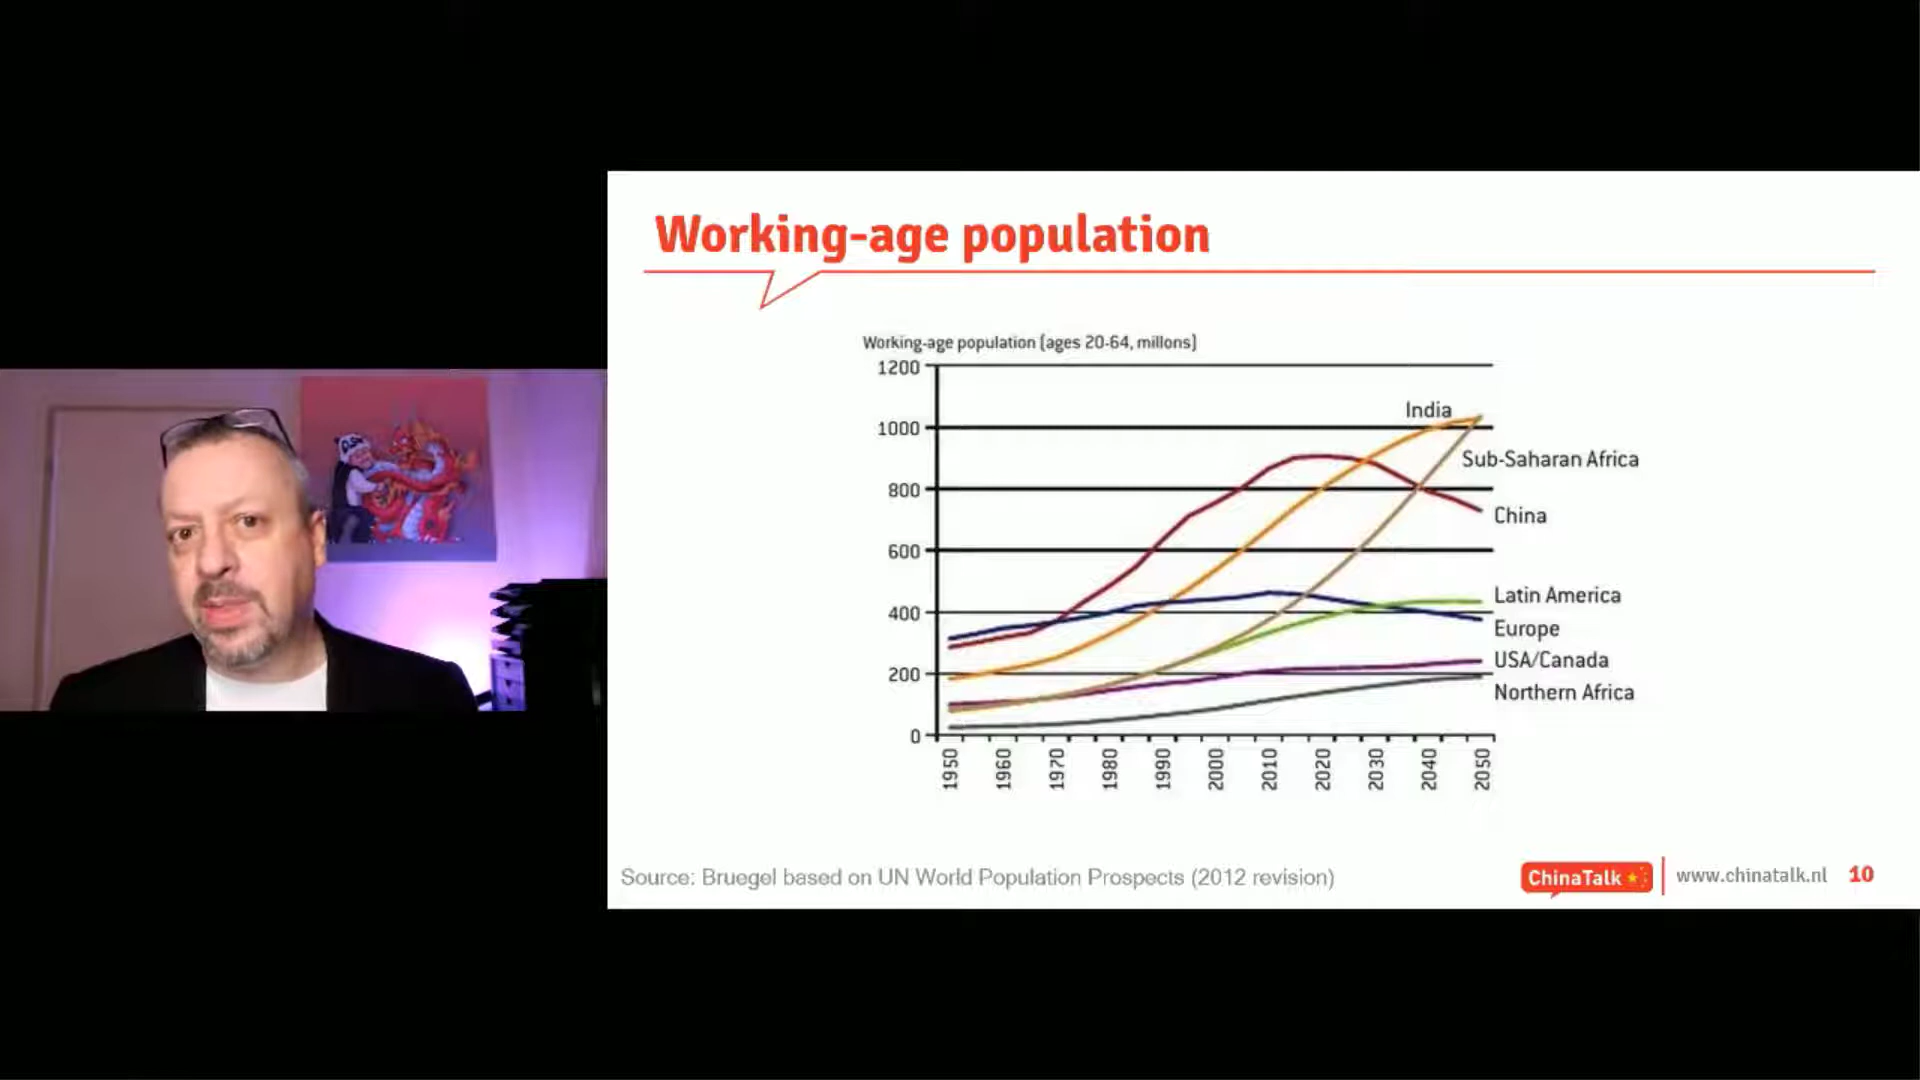 Working-age population
Working-age population (ages 20-64, millons)
1200
1000
800
600
400
200
0
India
Sub-Saharan Africa
China
Latin America
Europe
USA/Canada
Northern Africa
1950 1960 1970 1980 1990 2000 2010 2020 2030 2040 2050
Source: Bruegel based on UN World Population Prospects (2012 revision)
ChinaTalk
www.chinatalk.nl 10